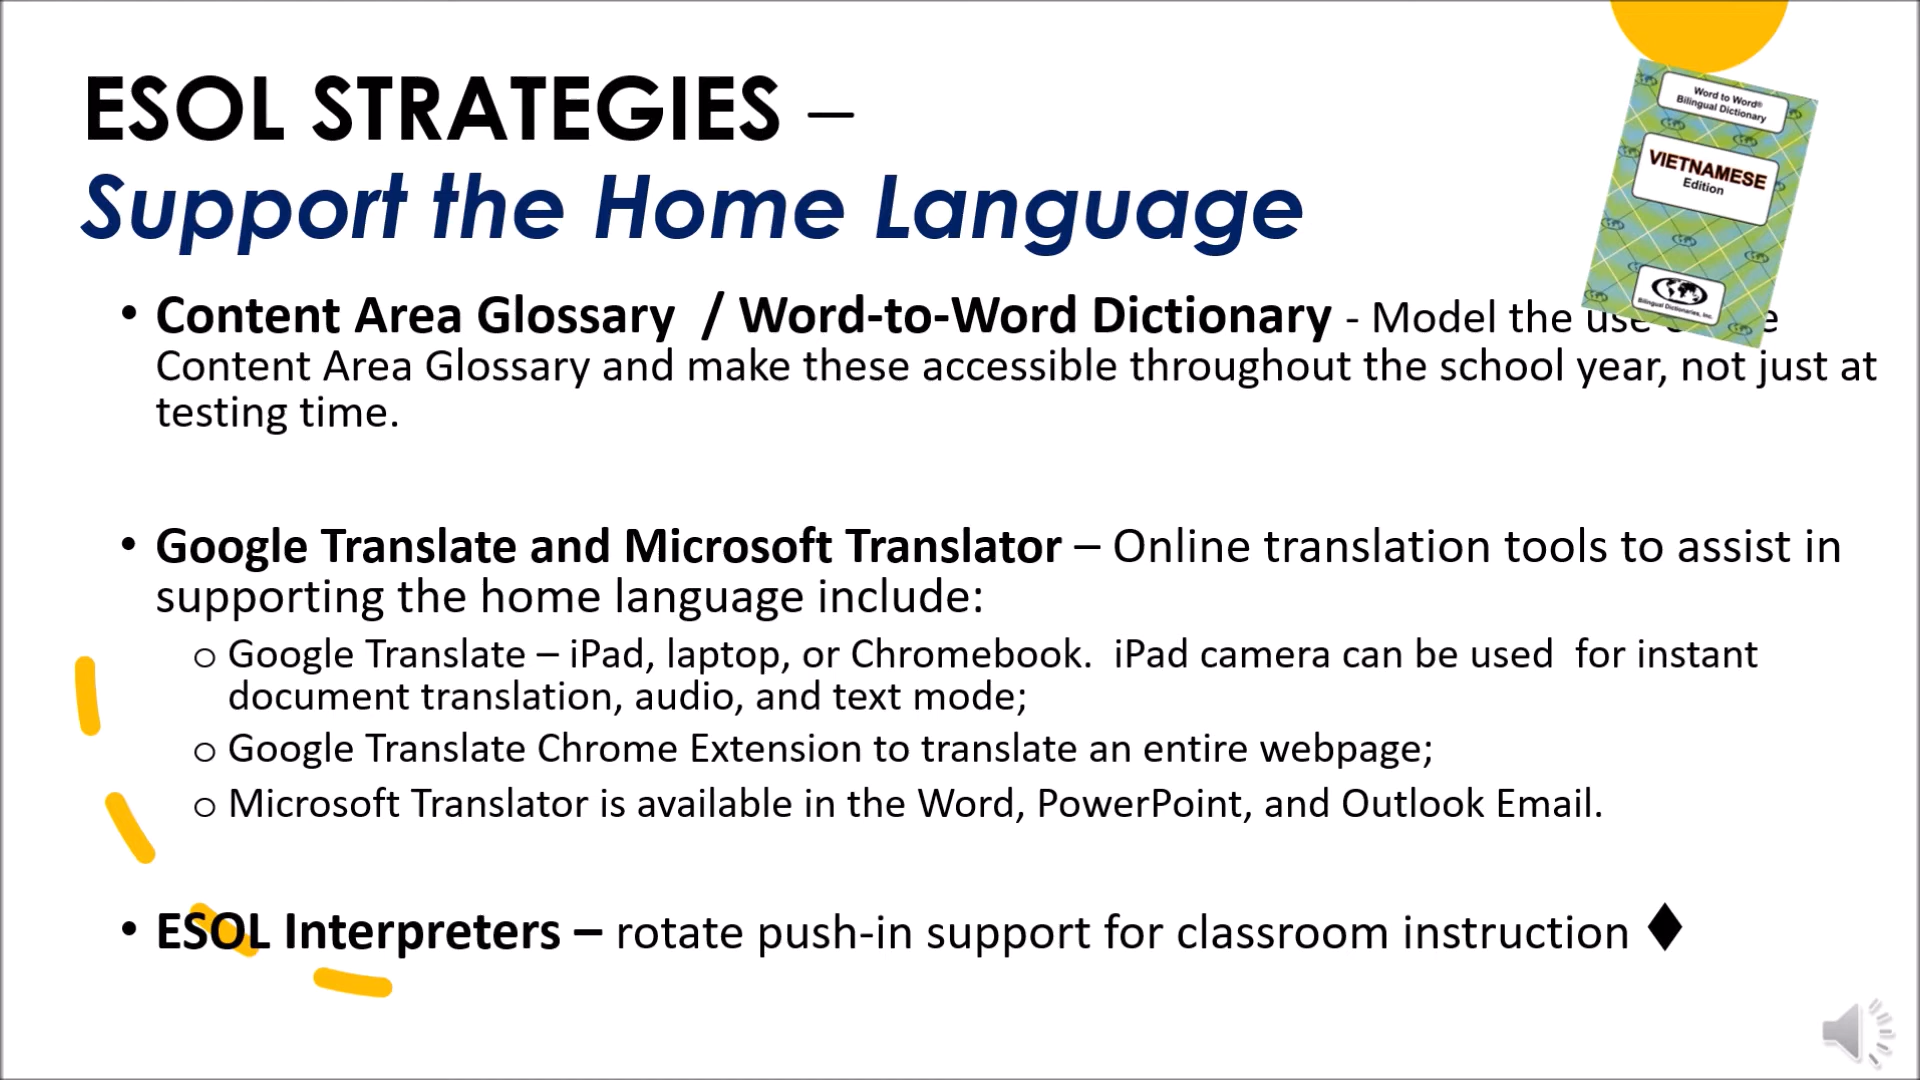 ESOL STRATEGIES –
Support the Home Language
Word to Word®
Bilingual Dictionary
VIETNAMESE
Edition
Bilingual Dictionaries, Inc.
• Content Area Glossary / Word-to-Word Dictionary - Model the use
Content Area Glossary and make these accessible throughout the school year, not just at
testing time.
• Google Translate and Microsoft Translator – Online translation tools to assist in
supporting the home language include:
o Google Translate – iPad, laptop, or Chromebook. iPad camera can be used for instant
document translation, audio, and text mode;
o Google Translate Chrome Extension to translate an entire webpage;
o Microsoft Translator is available in the Word, PowerPoint, and Outlook Email.
• ESOL Interpreters – rotate push-in support for classroom instruction ♦